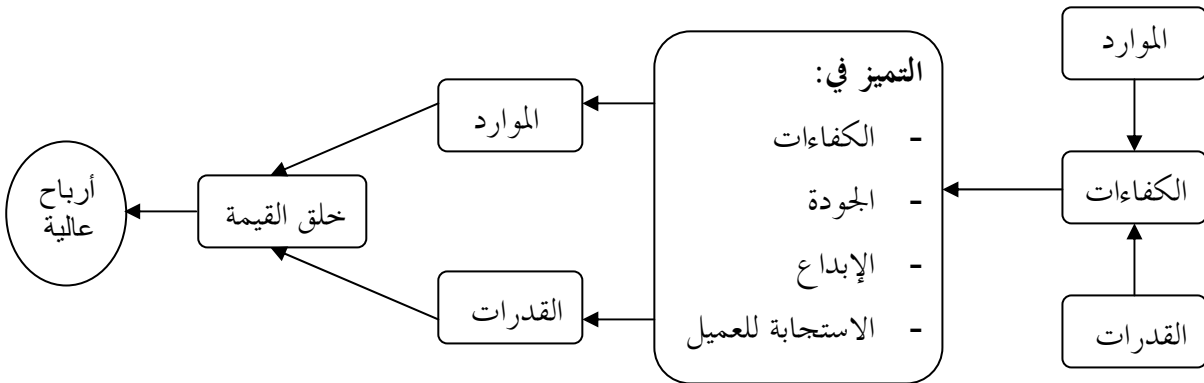 الموارد
الكفاءات
القدرات
التميز في:
- الكفاءات
- الجودة
- الإبداع
- الاستجابة للعميل
الموارد
القدرات
خلق القيمة
أرباح
عالية